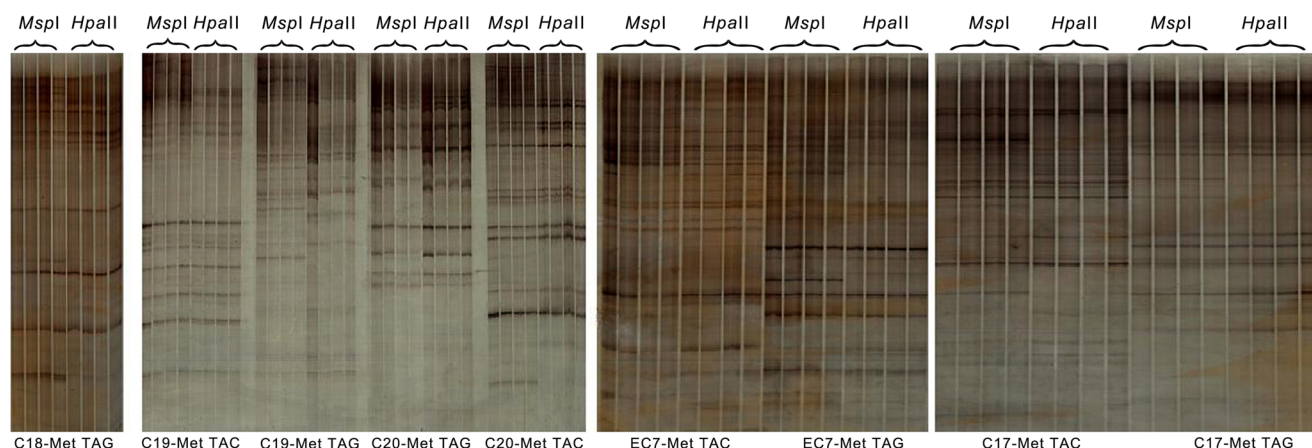 MspI HpaII MspI HpaII MspI HpaII MspI HpaII MspI HpaII MspI HpaII MspI HpaII MspI HpaII MspI HpaII
C18-Met TAG C19-Met TAC C19-Met TAG C20-Met TAG C20-Met TAC EC7-Met TAC EC7-Met TAG C17-Met TAC C17-Met TAG